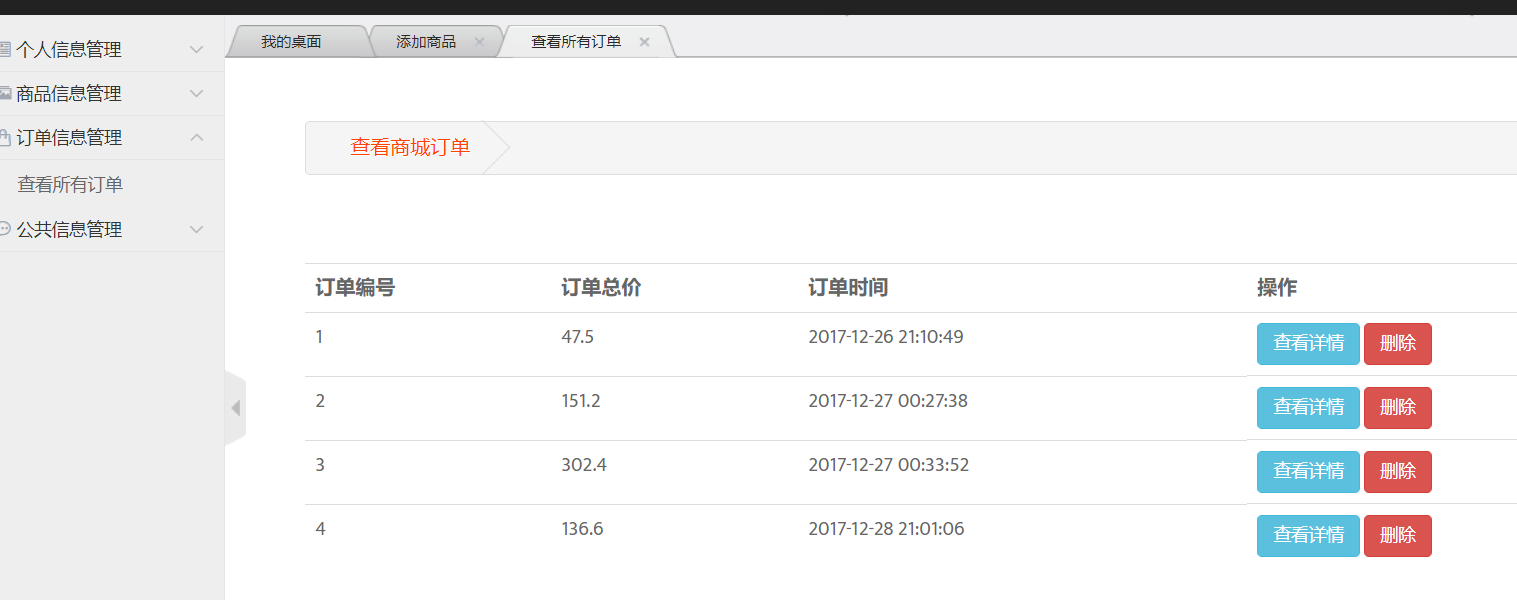 我的桌面 添加商品 查看所有订单
个人信息管理
商品信息管理
订单信息管理
查看所有订单
公共信息管理
查看商城订单
订单编号 订单总价 订单时间 操作
1 47.5 2017-12-26 21:10:49 查看详情 删除
2 151.2 2017-12-27 00:27:38 查看详情 删除
3 302.4 2017-12-27 00:33:52 查看详情 删除
4 136.6 2017-12-28 21:01:06 查看详情 删除